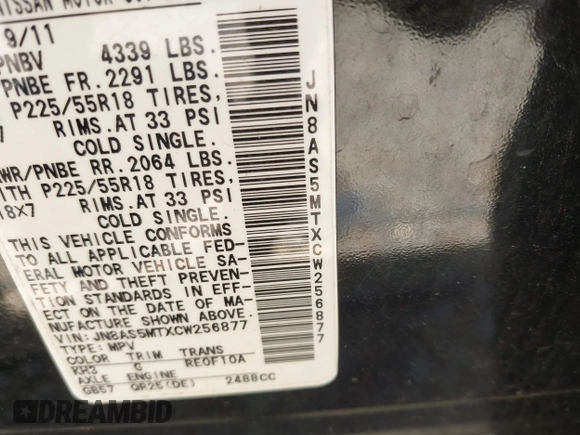 NISSAN MOTOR
9/11
PNBV 4339 LBS.
PNBE FR. 2291 LBS.
P225/55R18 TIRES,
7 RIMS. AT 33 PSI
COLD SINGLE.
WR/PNBE RR. 2064 LBS.
ITH P225/55R18 TIRES,
18X7 RIMS. AT 33 PSI
COLD SINGLE.
THIS VEHICLE CONFORMS
TO ALL APPLICABLE FED-
ERAL MOTOR VEHICLE SA-
FETY AND THEFT PREVEN-
TION STANDARDS IN EFF-
ECT ON THE DATE OF MA-
NUFACTURE SHOWN ABOVE.
VIN: JN8AS5MTXCW256877
TYPE: MPV
COLOR TRIM TRANS
KH3 G RE0F10A
AXLE ENGINE
GB57 QR25(DE) 2488CC
JN8AS5MTXCW256877
DREAMBID